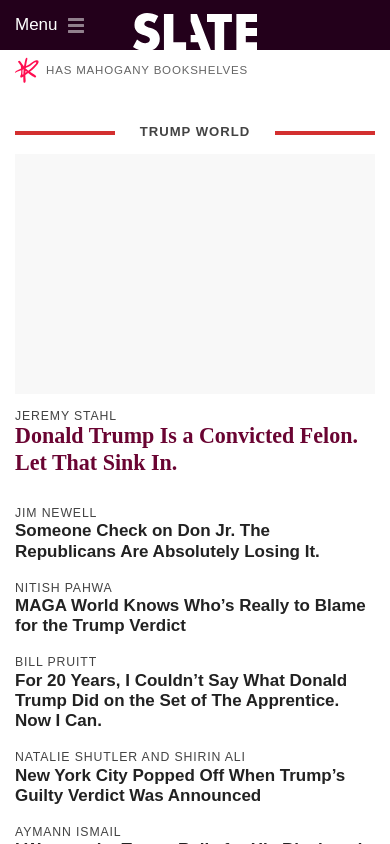 Menu
SLATE
HAS MAHOGANY BOOKSHELVES
TRUMP WORLD
JEREMY STAHL
Donald Trump Is a Convicted Felon.
Let That Sink In.
JIM NEWELL
Someone Check on Don Jr. The
Republicans Are Absolutely Losing It.
NITISH PAHWA
MAGA World Knows Who’s Really to Blame
for the Trump Verdict
BILL PRUITT
For 20 Years, I Couldn’t Say What Donald
Trump Did on the Set of The Apprentice.
Now I Can.
NATALIE SHUTLER AND SHIRIN ALI
New York City Popped Off When Trump’s
Guilty Verdict Was Announced
AYMANN ISMAIL